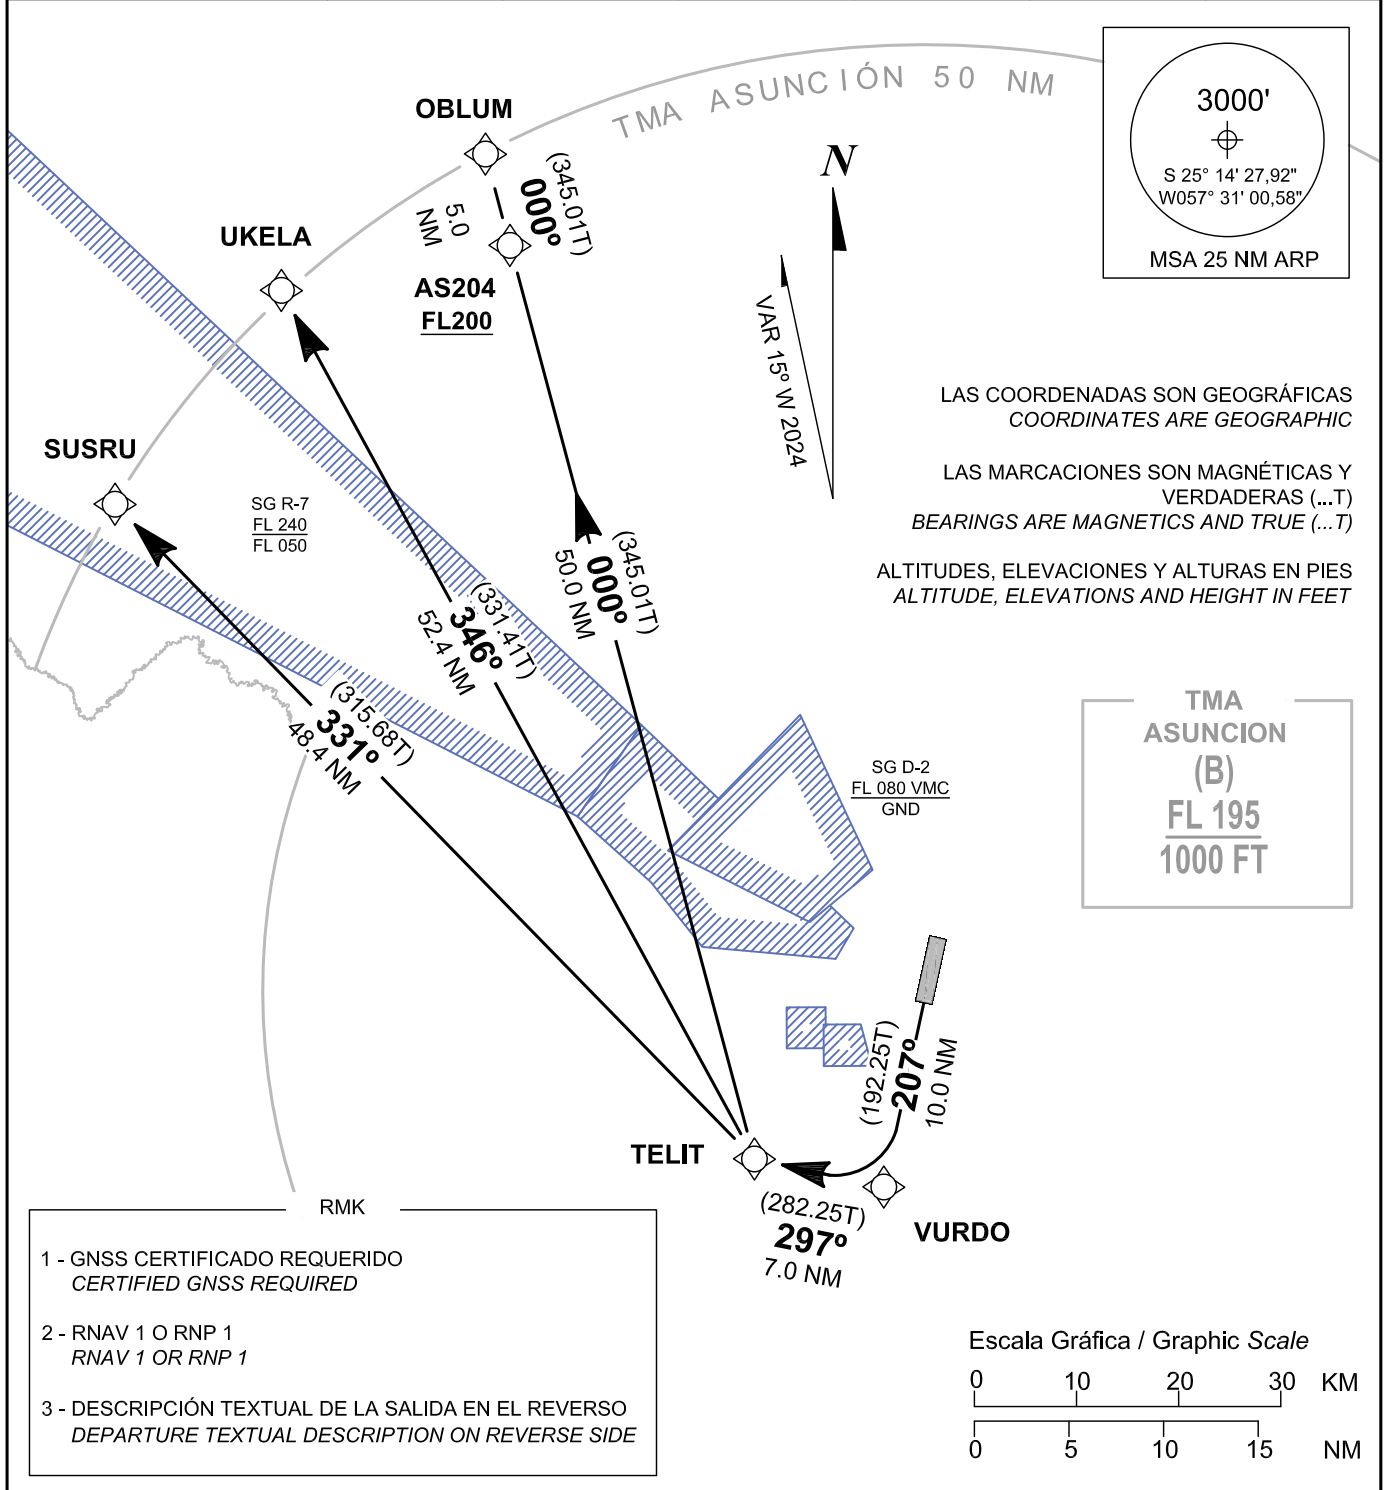 TMA ASUNCIÓN 50 NM
3000'
S 25° 14' 27,92"
W057° 31' 00,58"
MSA 25 NM ARP
OBLUM
(345.01T)
000º
5.0
NM
UKELA
AS204
FL200
N
VAR 15º W 2024
LAS COORDENADAS SON GEOGRÁFICAS
COORDINATES ARE GEOGRAPHIC
LAS MARCACIONES SON MAGNÉTICAS Y
VERDADERAS (...T)
BEARINGS ARE MAGNETICS AND TRUE (...T)
ALTITUDES, ELEVACIONES Y ALTURAS EN PIES
ALTITUDE, ELEVATIONS AND HEIGHT IN FEET
SUSRU
SG R-7
FL 240
FL 050
(345.01T)
000º
50.0 NM
(331.41T)
346º
52.4 NM
(315.68T)
331º
48.4 NM
TMA
ASUNCION
(B)
FL 195
1000 FT
SG D-2
FL 080 VMC
GND
(192.25T)
207º
10.0 NM
TELIT
(282.25T)
297º
7.0 NM
VURDO
RMK
1 - GNSS CERTIFICADO REQUERIDO
CERTIFIED GNSS REQUIRED
2 - RNAV 1 O RNP 1
RNAV 1 OR RNP 1
3 - DESCRIPCIÓN TEXTUAL DE LA SALIDA EN EL REVERSO
DEPARTURE TEXTUAL DESCRIPTION ON REVERSE SIDE
Escala Gráfica / Graphic Scale
0 10 20 30 KM
0 5 10 15 NM